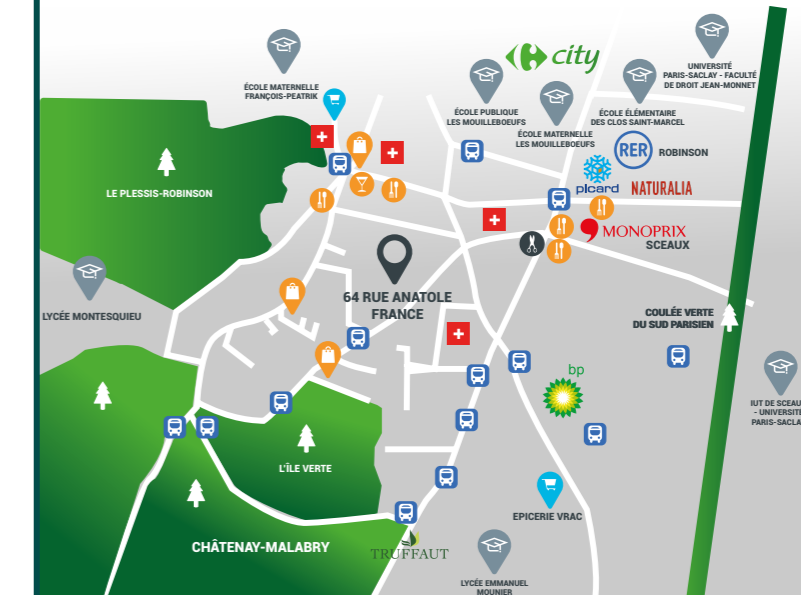 city
UNIVERSITÉ
PARIS-SACLAY - FACULTÉ
DE DROIT JEAN-MONNET
ÉCOLE MATERNELLE
FRANÇOIS-PEATRIK
ÉCOLE PUBLIQUE
LES MOUILLEBOEUFS
ÉCOLE ÉLÉMENTAIRE
DES CLOS SAINT-MARCEL
ÉCOLE MATERNELLE
LES MOUILLEBOEUFS
RER
ROBINSON
LE PLESSIS-ROBINSON
pIcard
NATURALIA
MONOPRIX
SCEAUX
64 RUE ANATOLE
FRANCE
LYCÉE MONTESQUIEU
COULÉE VERTE
DU SUD PARISIEN
bp
IUT DE SCEAU
- UNIVERSITÉ
PARIS-SACLA
L'ÎLE VERTE
EPICERIE VRAC
CHÂTENAY-MALABRY
TRUFFAUT
LYCÉE EMMANUEL
MOUNIER